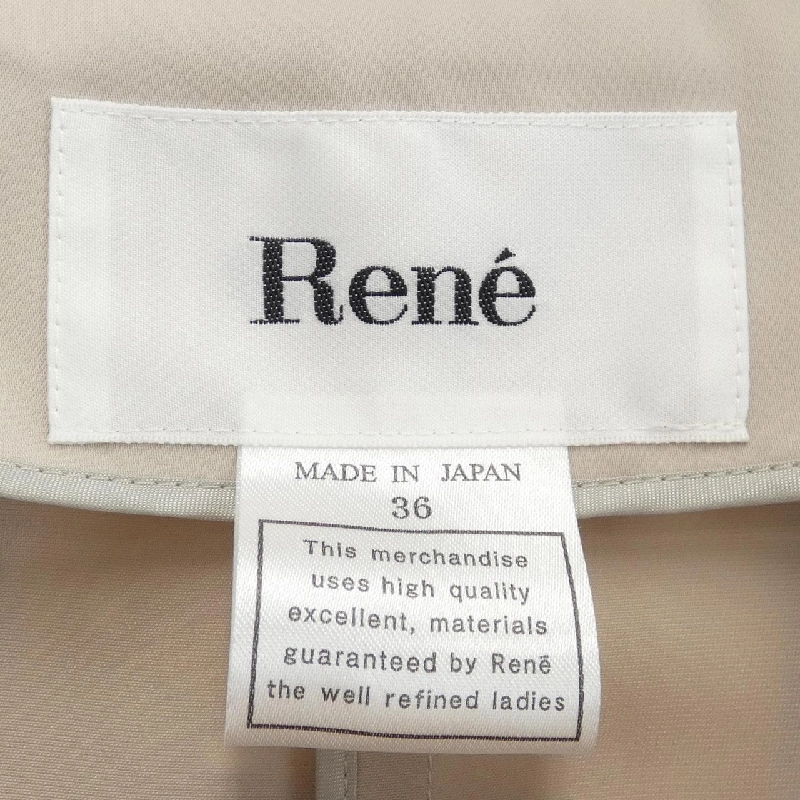 René
MADE IN JAPAN
36
This merchandise
uses high quality
excellent, materials
guaranteed by René
the well refined ladies